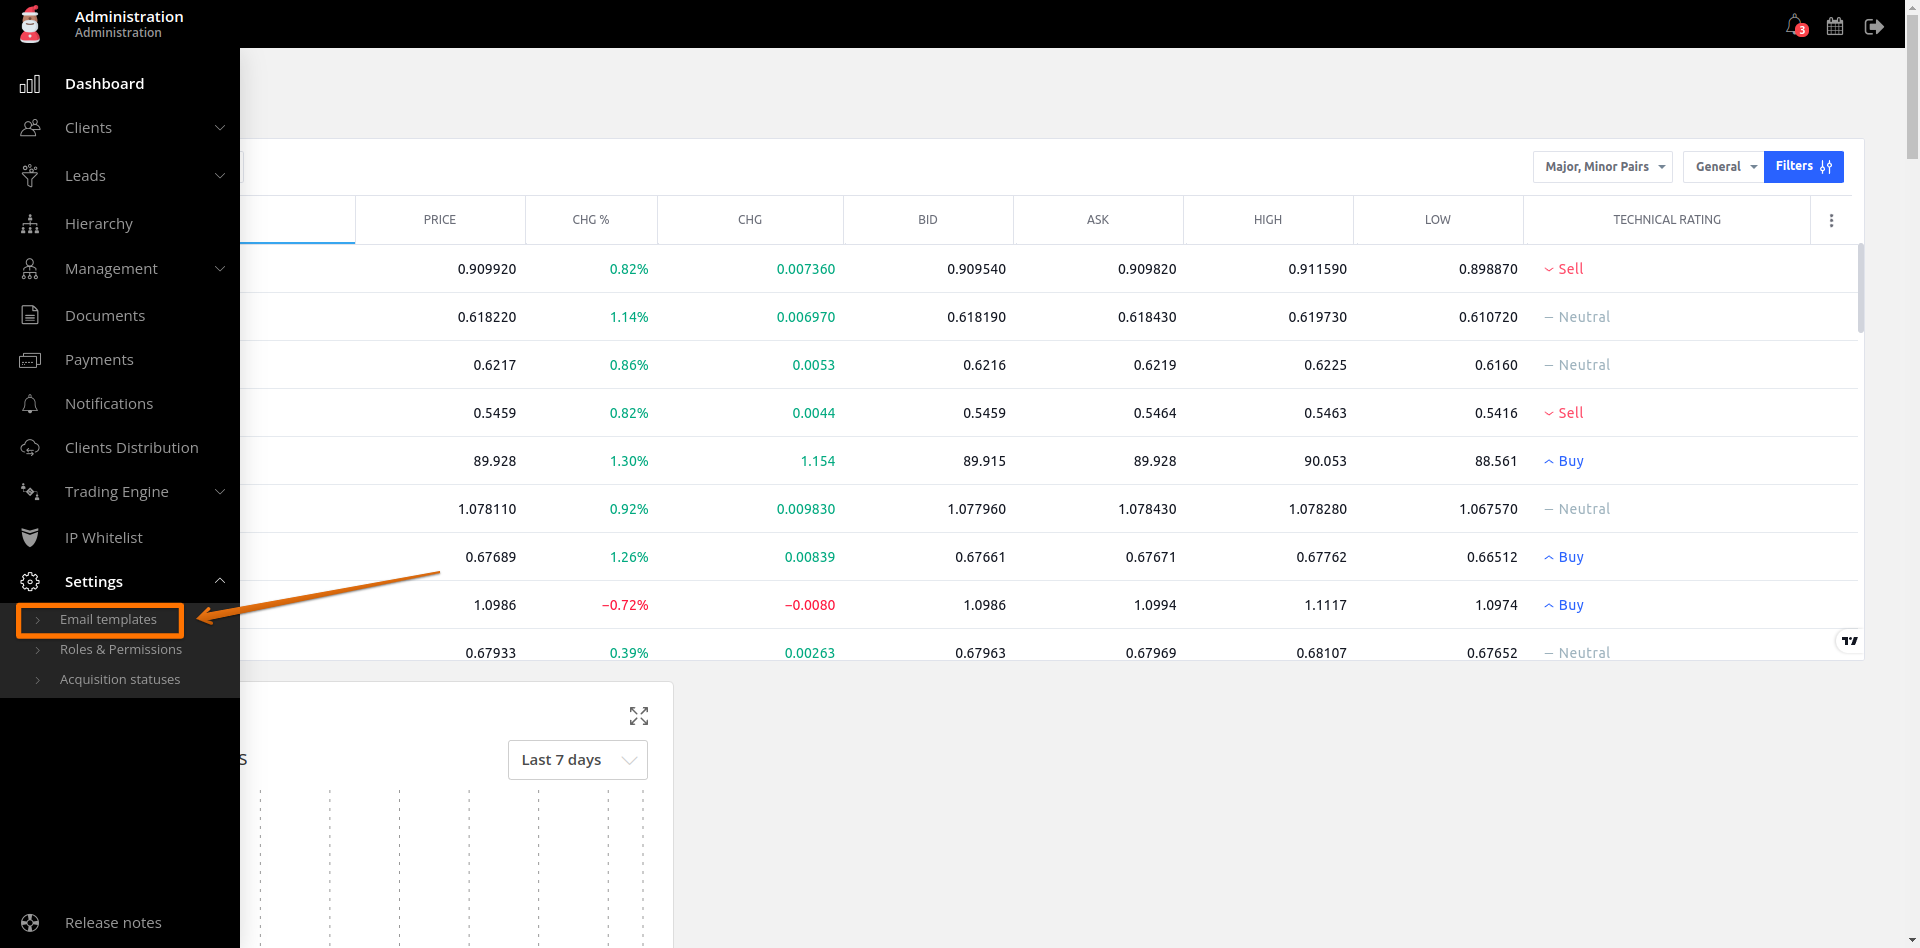 Administration
Administration
3
Dashboard
Clients
Leads
Hierarchy
Management
Documents
Payments
Notifications
Clients Distribution
Trading Engine
IP Whitelist
Settings
Email templates
Roles & Permissions
Acquisition statuses
Release notes
Major, Minor Pairs General Filters
PRICE CHG % CHG BID ASK HIGH LOW TECHNICAL RATING
0.909920 0.82% 0.007360 0.909540 0.909820 0.911590 0.898870 Sell
0.618220 1.14% 0.006970 0.618190 0.618430 0.619730 0.610720 — Neutral
0.6217 0.86% 0.0053 0.6216 0.6219 0.6225 0.6160 — Neutral
0.5459 0.82% 0.0044 0.5459 0.5464 0.5463 0.5416 Sell
89.928 1.30% 1.154 89.915 89.928 90.053 88.561 Buy
1.078110 0.92% 0.009830 1.077960 1.078430 1.078280 1.067570 — Neutral
0.67689 1.26% 0.00839 0.67661 0.67671 0.67762 0.66512 Buy
1.0986 −0.72% −0.0080 1.0986 1.0994 1.1117 1.0974 Buy
0.67933 0.39% 0.00263 0.67963 0.67969 0.68107 0.67652 — Neutral
s
Last 7 days